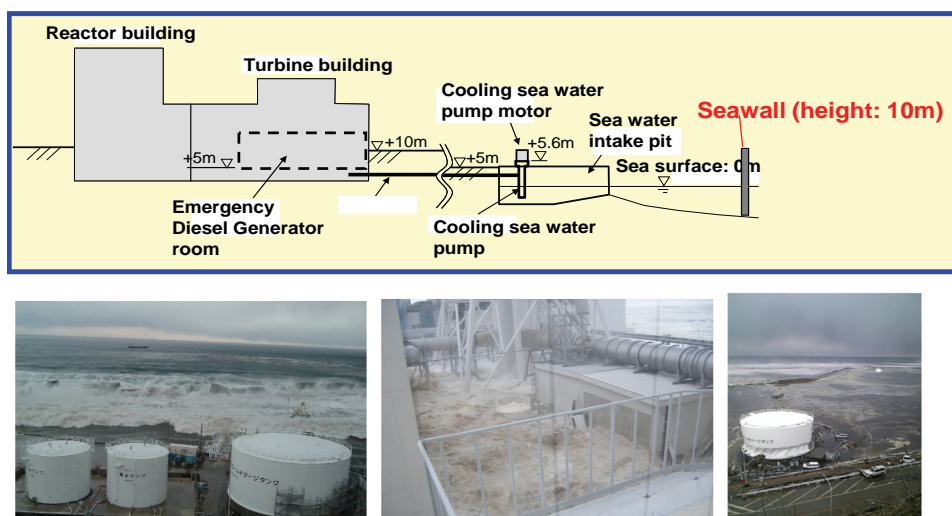 Reactor building
Turbine building
Cooling sea water
pump motor
Seawall (height: 10m)
Sea water
intake pit
+10m
+5.6m
+5m
+5m
Sea surface: 0m
Emergency
Diesel Generator
room
Cooling sea water
pump